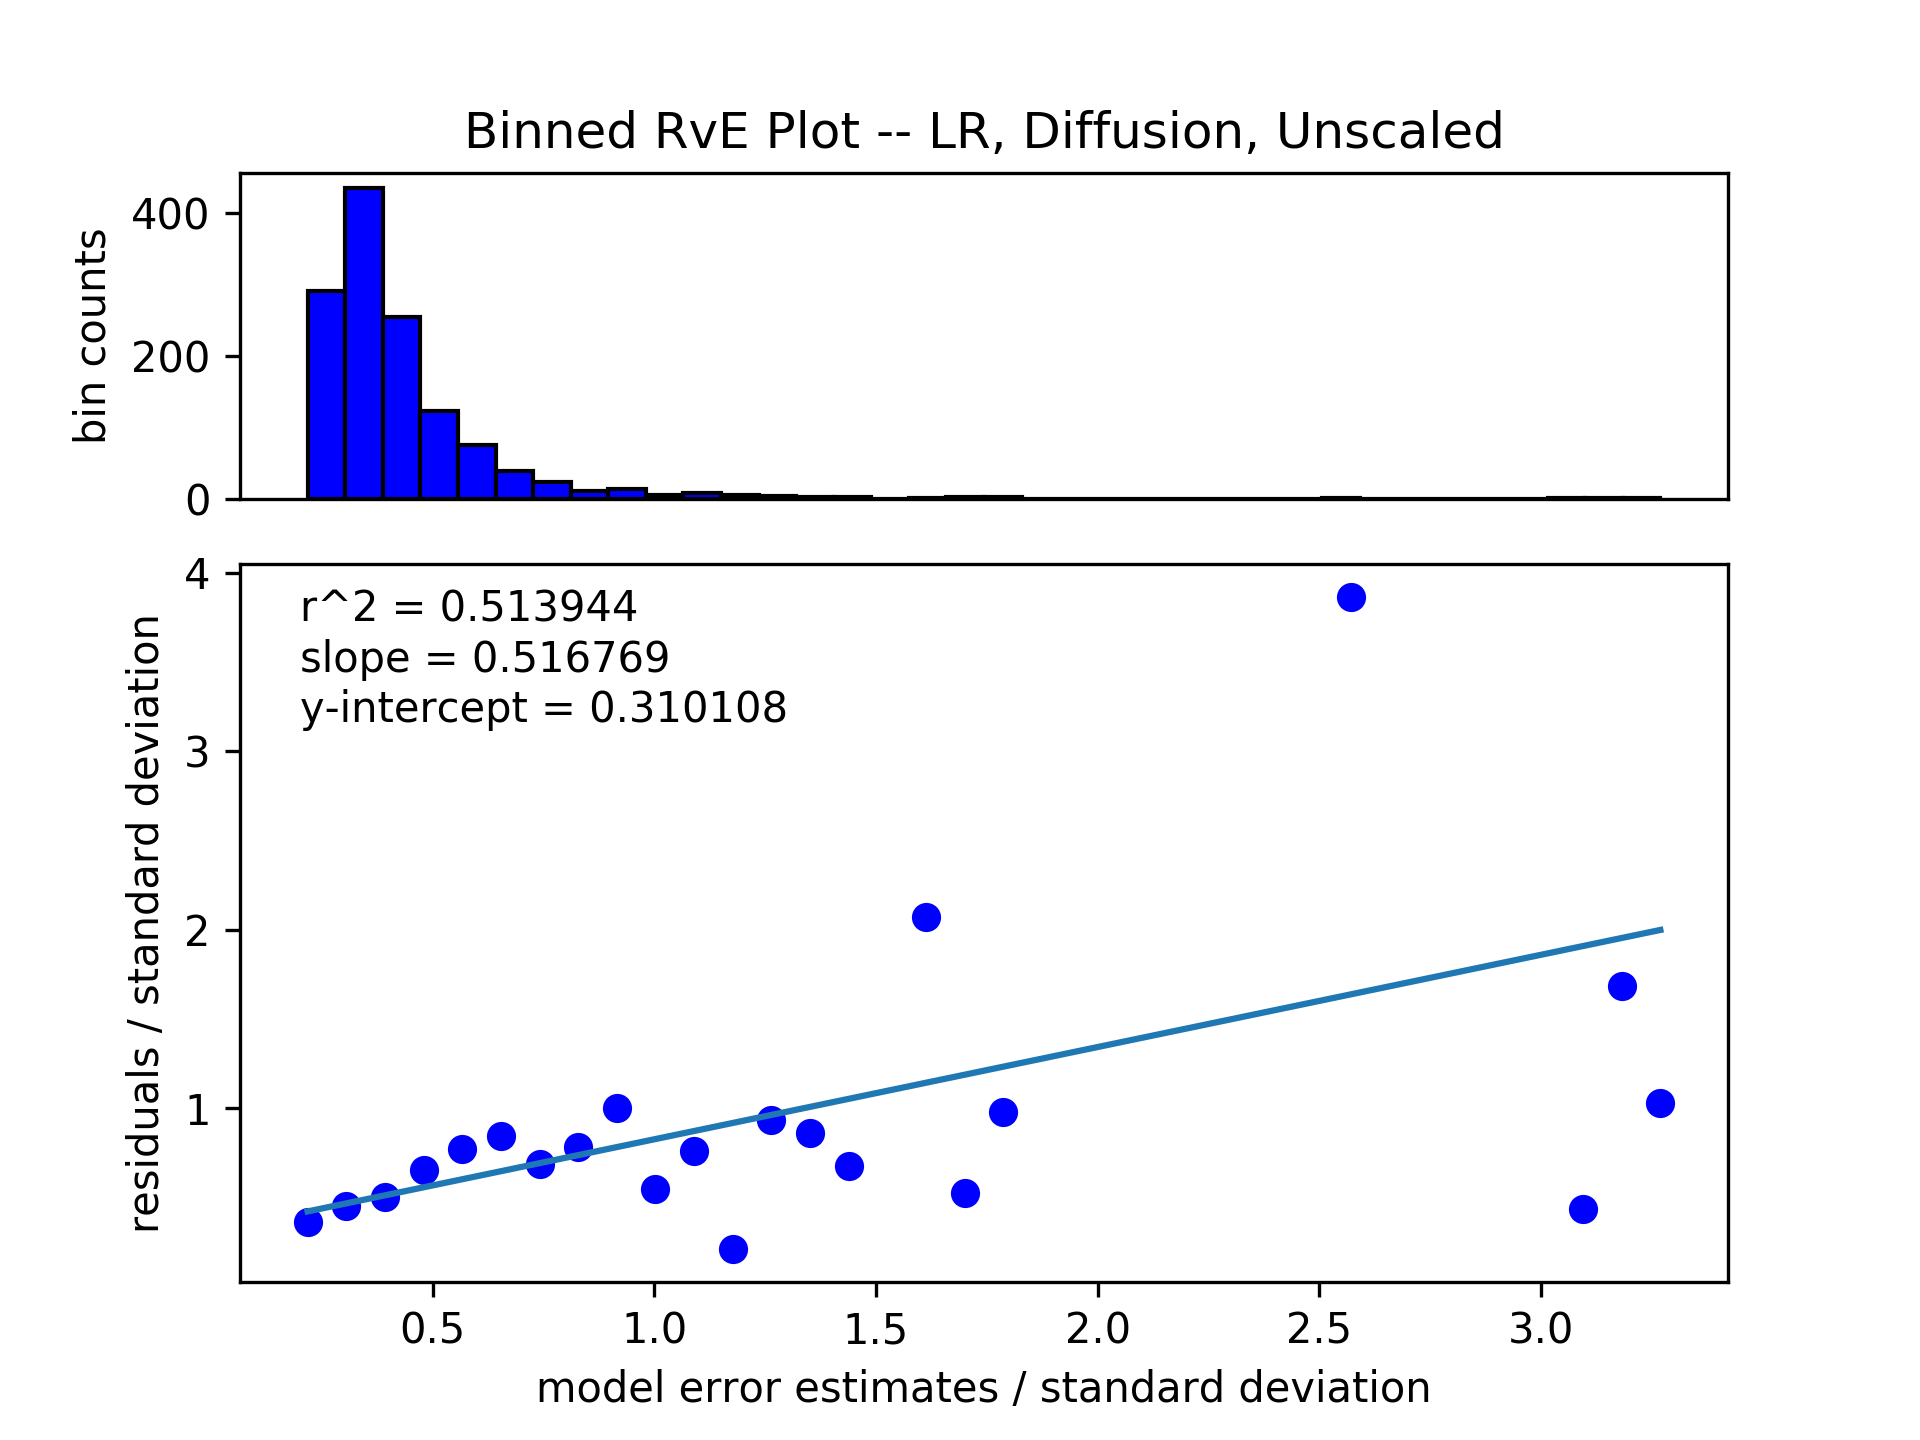 Binned RvE Plot -- LR, Diffusion, Unscaled
bin counts
400
200
0
residuals / standard deviation
4
3
2
1
r^2 = 0.513944
slope = 0.516769
y-intercept = 0.310108
0.5 1.0 1.5 2.0 2.5 3.0
model error estimates / standard deviation